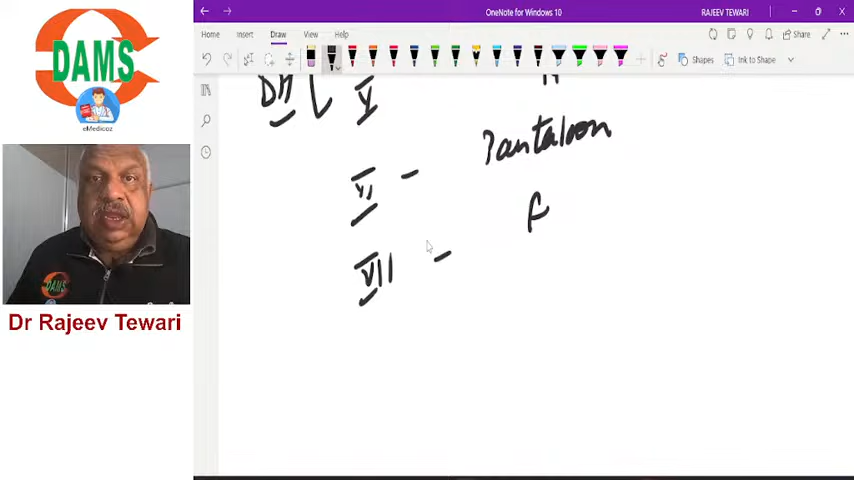 OneNote for Windows 10
RAJEEV TEWARI
Home Insert Draw View Help
Share
Shapes
Ink to Shape
DAMS
eMedicoz
DH
V
VI - Pantaloon
VII - F
Dr Rajeev Tewari